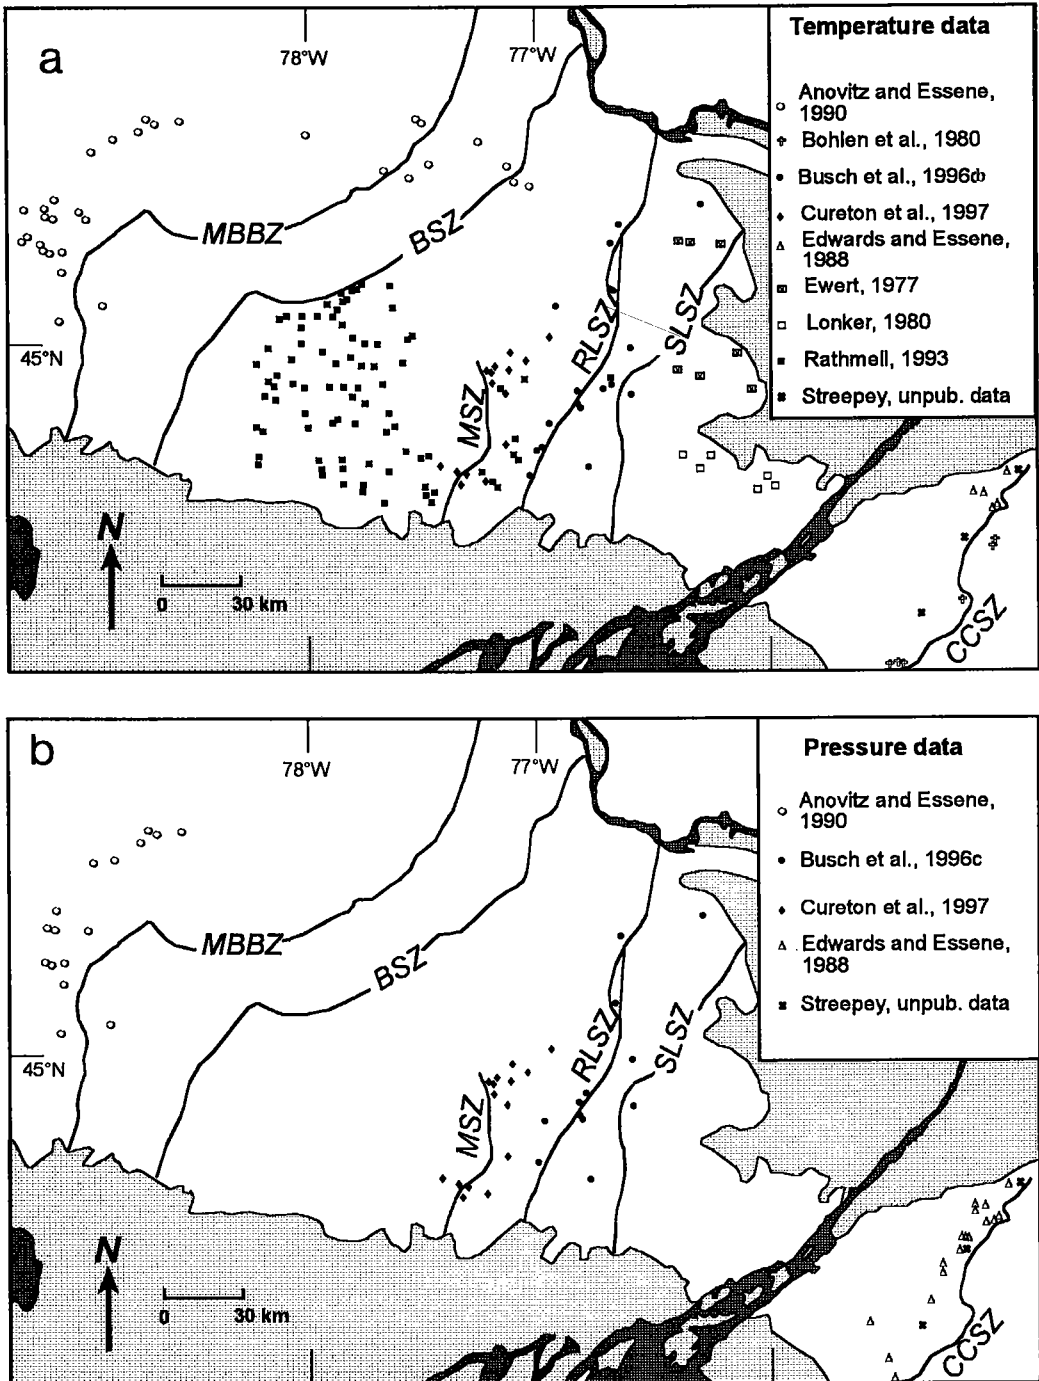 a
78°W
77°W
Temperature data
Anovitz and Essene,
1990
Bohlen et al., 1980
Busch et al., 1996
Cureton et al., 1997
Edwards and Essene,
1988
Ewert, 1977
Lonker, 1980
Rathmell, 1993
Streepey, unpub. data
MBBZ
BSZ
RLSZ
SLSZ
MSZ
45°N
N
0 30 km
CCSZ
b
78°W
77°W
Pressure data
Anovitz and Essene,
1990
Busch et al., 1996c
Cureton et al., 1997
Edwards and Essene,
1988
Streepey, unpub. data
MBBZ
BSZ
RLSZ
SLSZ
MSZ
45°N
N
0 30 km
CCSZ